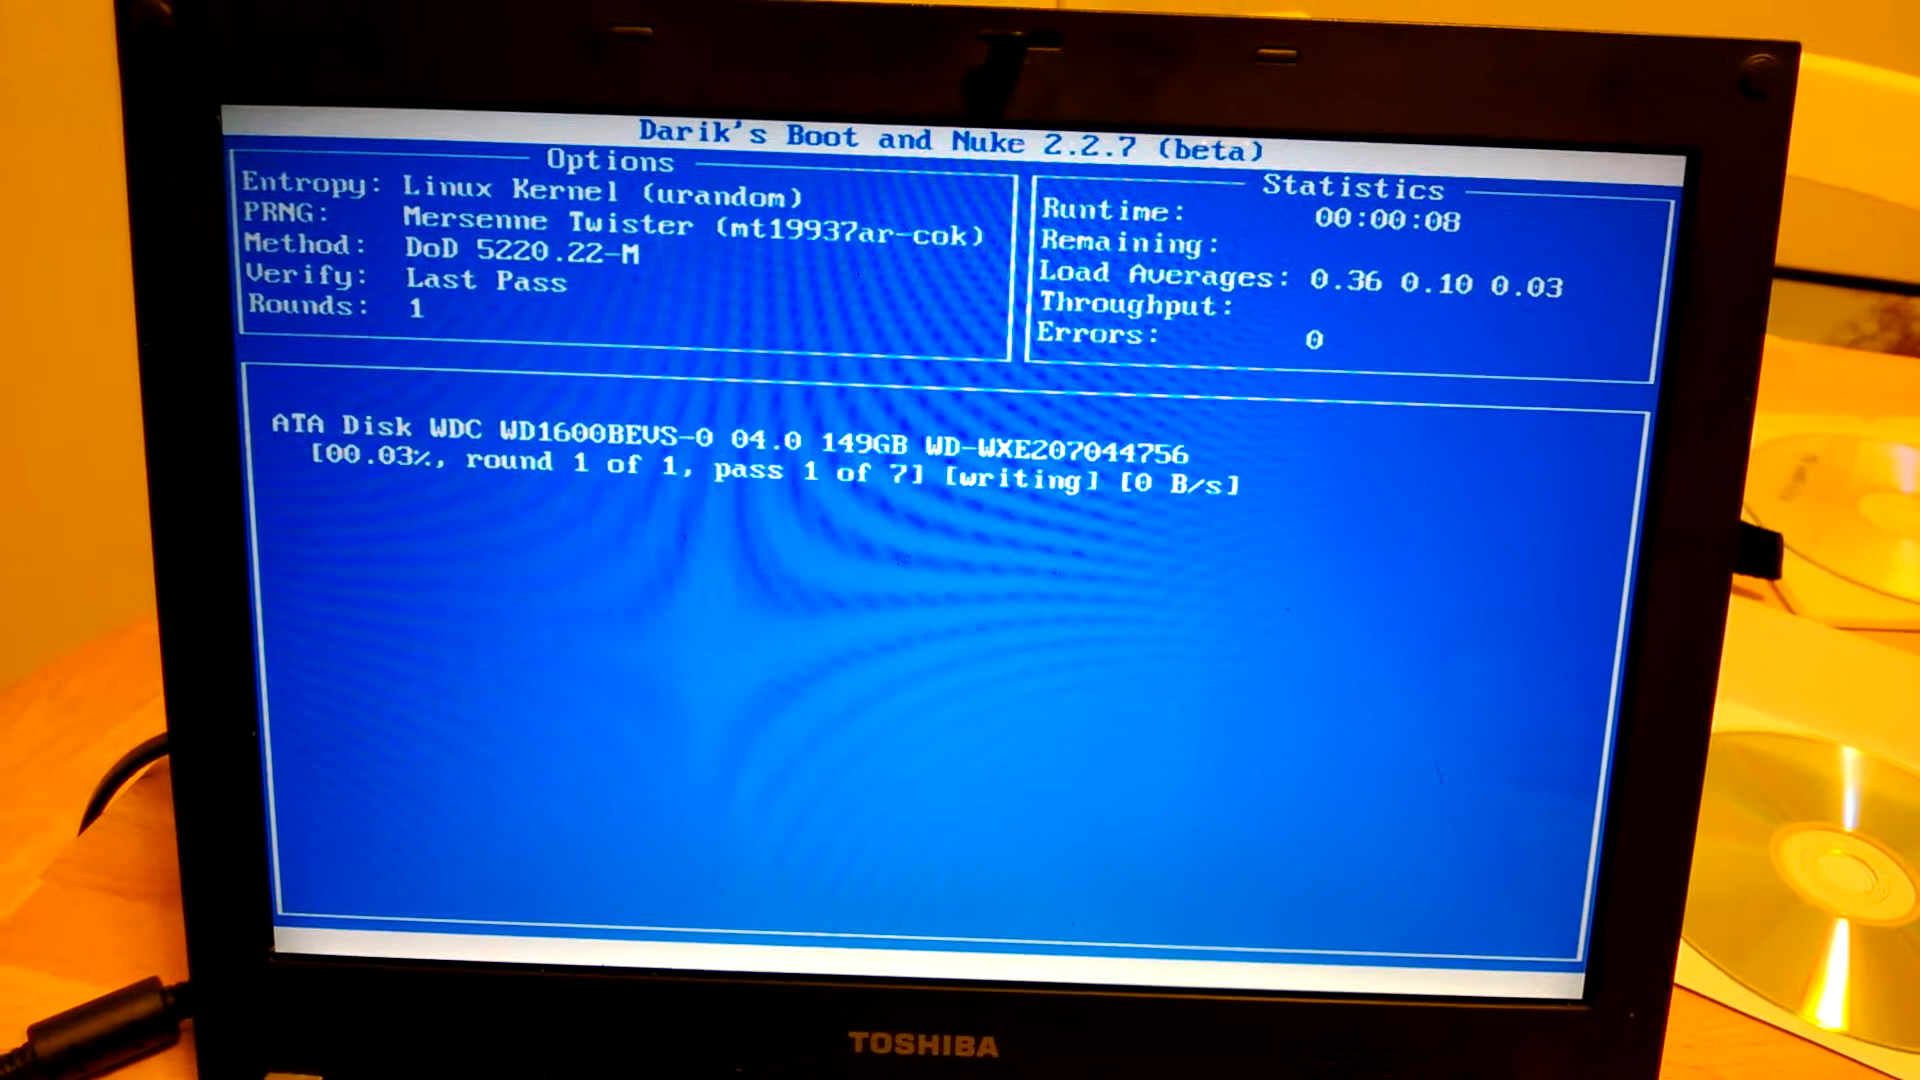 Darik's Boot and Nuke 2.2.7 (beta)
Options
Entropy: Linux Kernel (urandom)
PRNG: Mersenne Twister (mt19937ar-cok)
Method: DoD 5220.22-M
Verify: Last Pass
Rounds: 1
Statistics
Runtime: 00:00:08
Remaining:
Load Averages: 0.36 0.10 0.03
Throughput:
Errors: 0
ATA Disk WDC WD1600BEVS-0 04.0 149GB WD-WXE207044756
[00.03%, round 1 of 1, pass 1 of 7] [writing] [0 B/s]
TOSHIBA